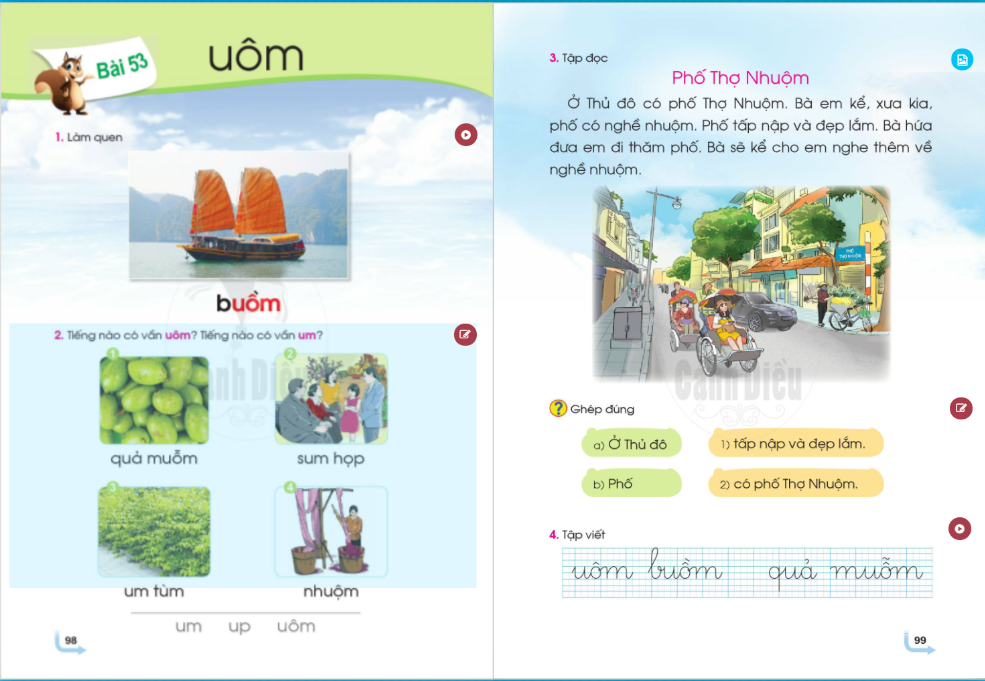 Bài 53
uôm
1. Làm quen
buồm
2. Tiếng nào có vần uôm? Tiếng nào có vần um?
1
2
quả muỗm
sum họp
3
4
um tùm
nhuộm
um up uôm
98
3. Tập đọc
Phố Thợ Nhuộm
Ở Thủ đô có phố Thợ Nhuộm. Bà em kể, xưa kia,
phố có nghề nhuộm. Phố tấp nập và đẹp lắm. Bà hứa
đưa em đi thăm phố. Bà sẽ kể cho em nghe thêm về
nghề nhuộm.
PHỐ
THỢ NHUỘM
Cánh Diều
? Ghép đúng
a) Ở Thủ đô
1) tấp nập và đẹp lắm.
b) Phố
2) có phố Thợ Nhuộm.
4. Tập viết
uôm buồm quả muỗm
99